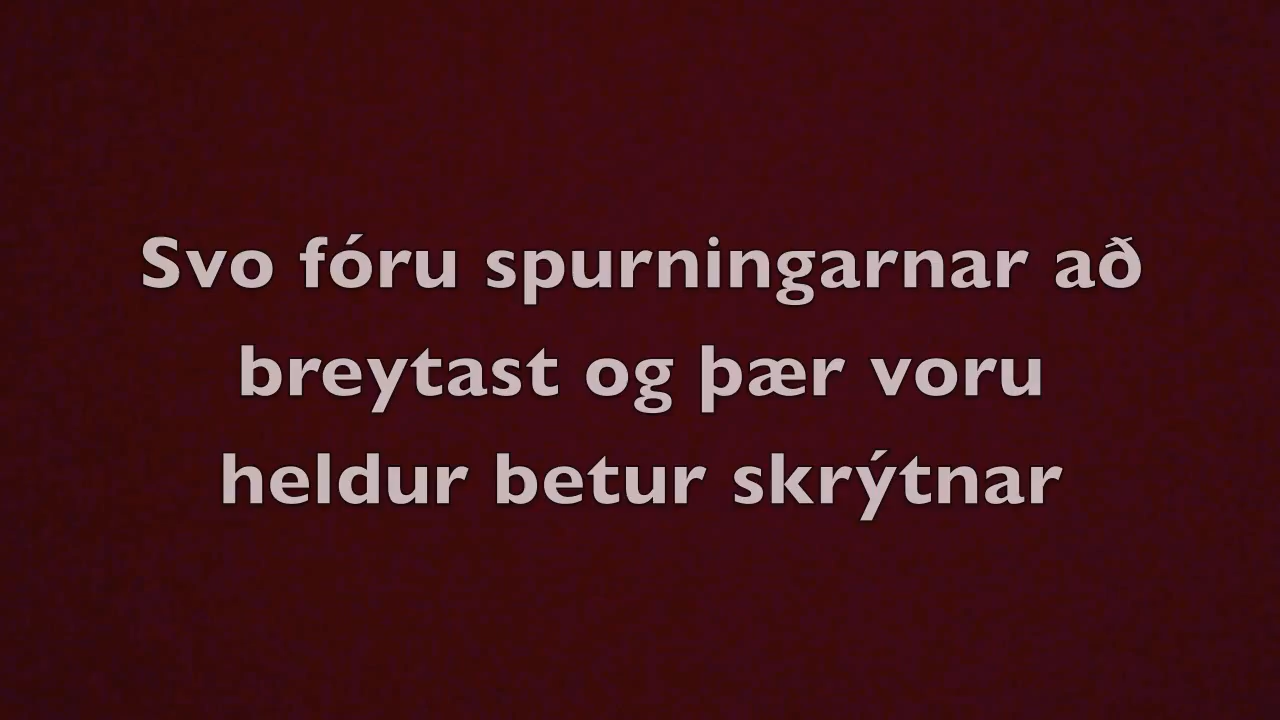 Svo fóru spurningarnar að
breytast og þær voru
heldur betur skrýtnar